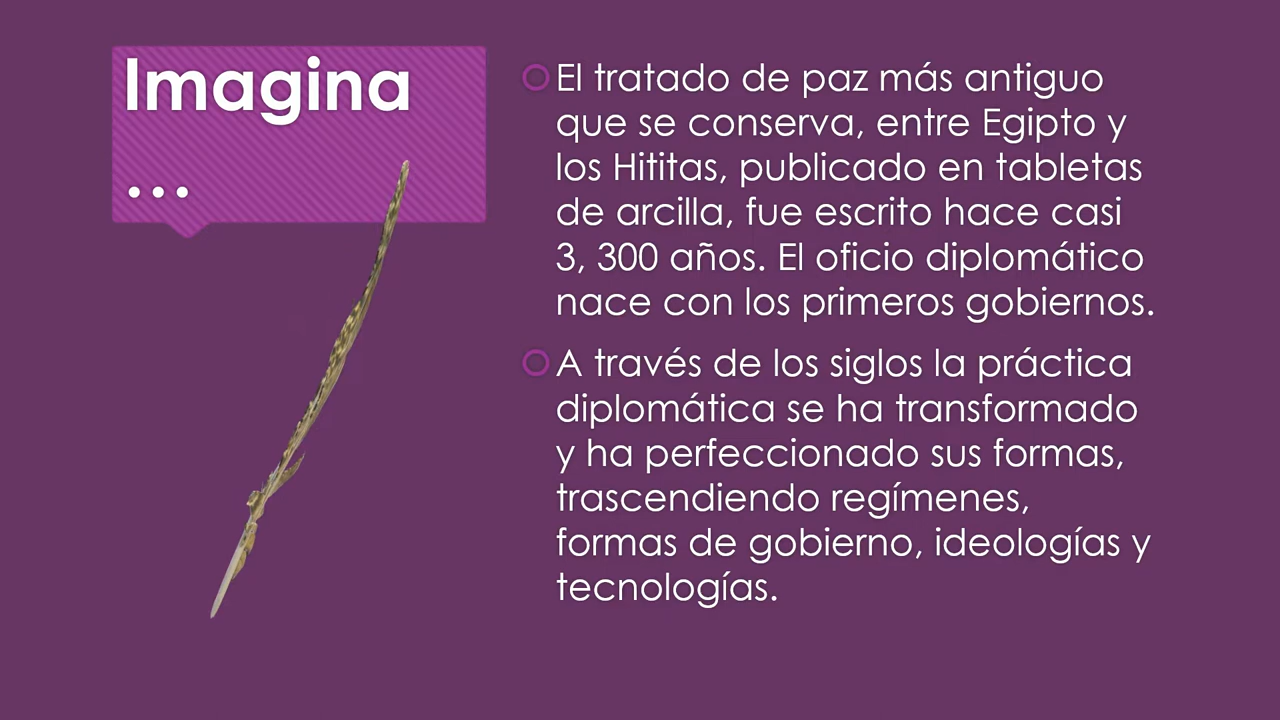 Imagina
...
El tratado de paz más antiguo
que se conserva, entre Egipto y
los Hititas, publicado en tabletas
de arcilla, fue escrito hace casi
3, 300 años. El oficio diplomático
nace con los primeros gobiernos.
A través de los siglos la práctica
diplomática se ha transformado
y ha perfeccionado sus formas,
trascendiendo regímenes,
formas de gobierno, ideologías y
tecnologías.